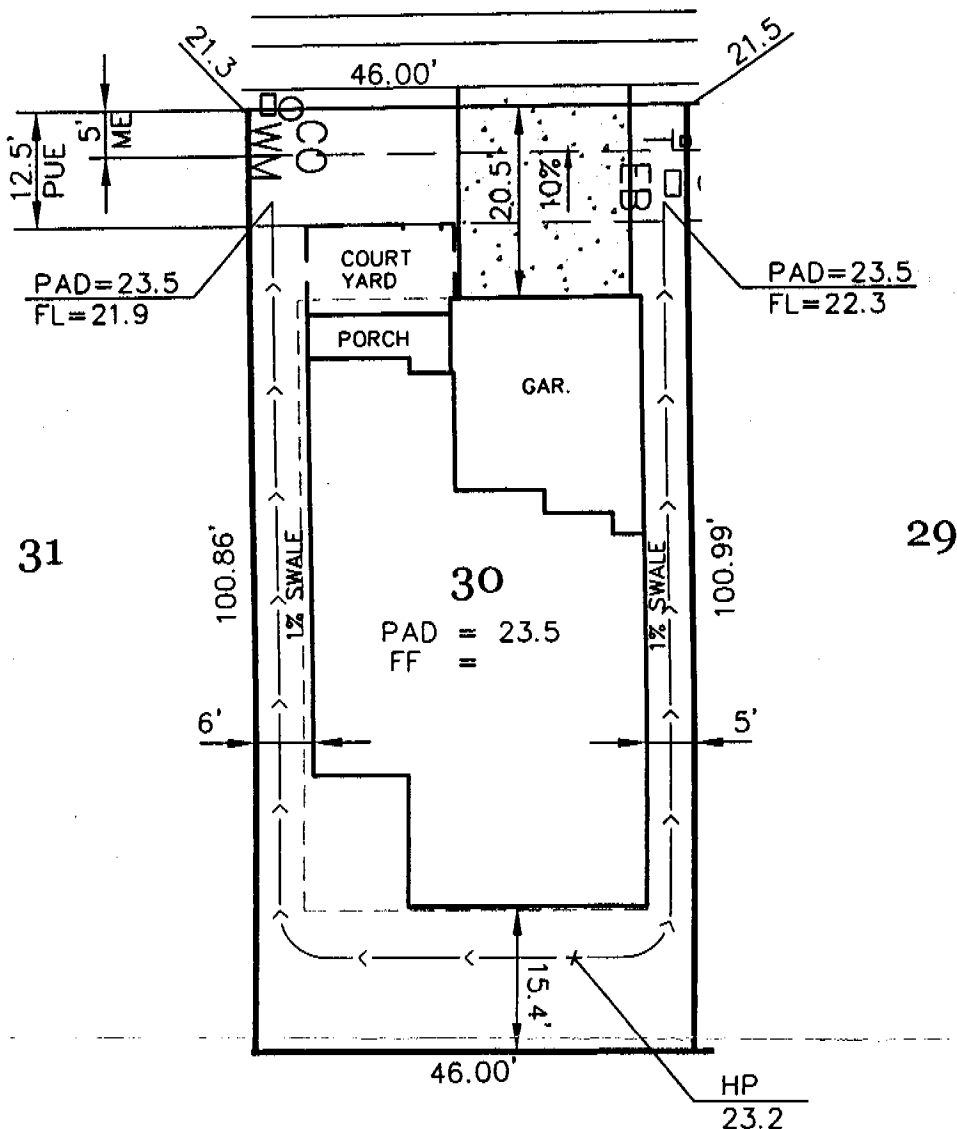 21.3
21.5
46.00'
5'
ME
12.5'
PUE
WM
CO
20.5'
10%
EB
COURT
YARD
PAD=23.5
FL=21.9
PAD=23.5
FL=22.3
PORCH
GAR.
31
100.86'
1% SWALE
30
PAD = 23.5
FF =
1% SWALE
100.99'
29
6'
5'
15.4'
46.00'
HP
23.2